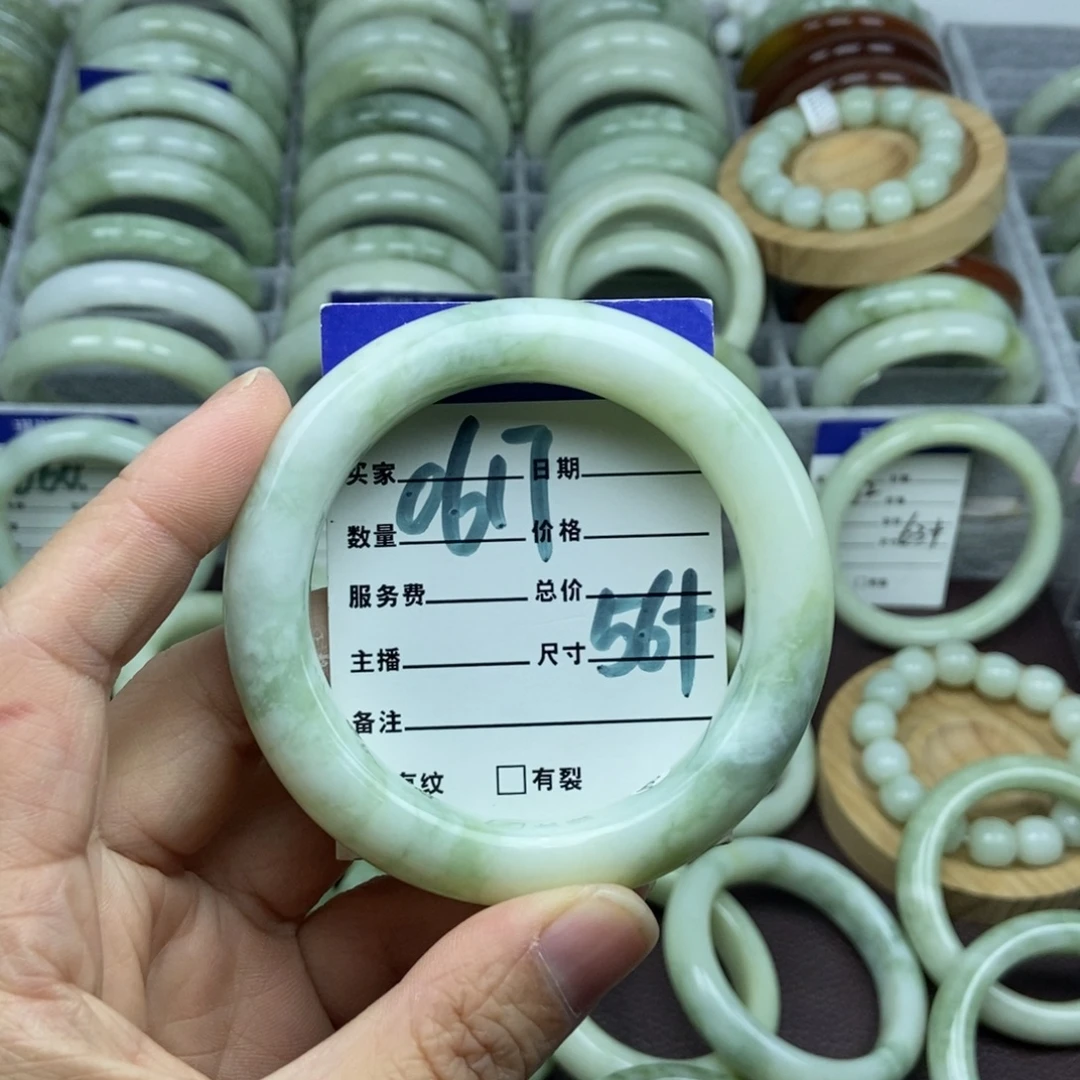 0617
买家 日期
数量 价格
服务费 总价
56+
主播 尺寸
备注
纹 □有裂